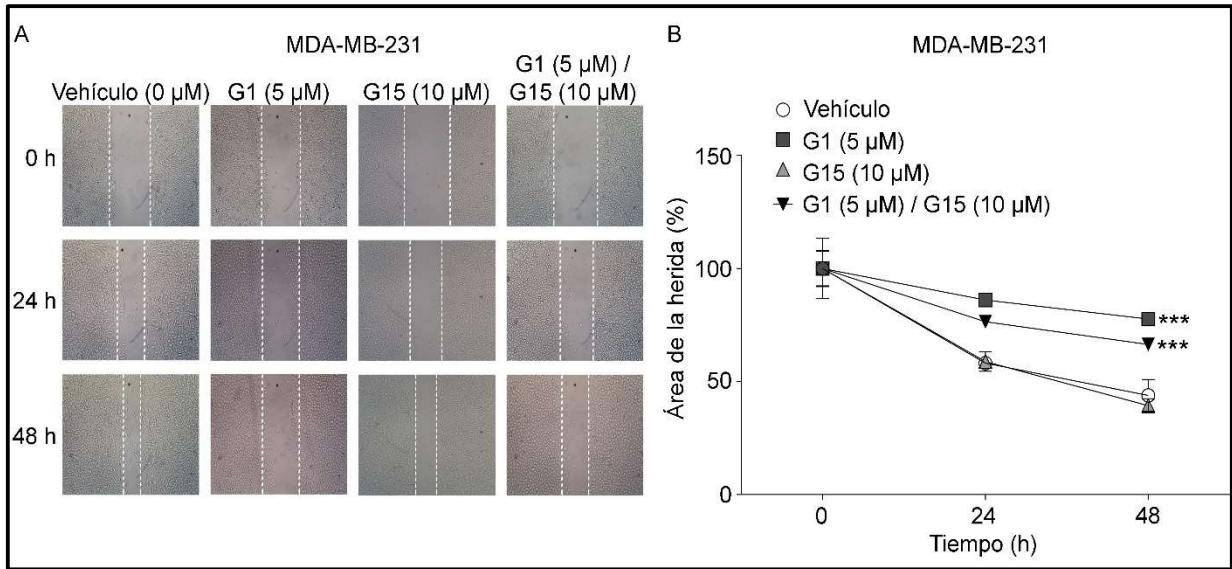 A
MDA-MB-231
Vehículo (0 µM)
G1 (5 µM)
G15 (10 µM)
G1 (5 µM) /
G15 (10 µM)
0 h
24 h
48 h
B
MDA-MB-231
Vehículo
G1 (5 µM)
G15 (10 µM)
G1 (5 µM) / G15 (10 µM)
Área de la herida (%)
150
100
50
0
***
***
0
24
48
Tiempo (h)